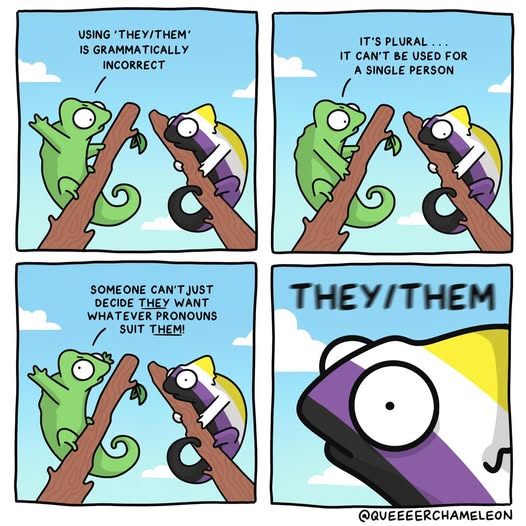 USING 'THEY/THEM'
IS GRAMMATICALLY
INCORRECT
IT'S PLURAL . . .
IT CAN'T BE USED FOR
A SINGLE PERSON
SOMEONE CAN'T JUST
DECIDE THEY WANT
WHATEVER PRONOUNS
SUIT THEM!
THEY/THEM
@QUEEEERCHAMELEON